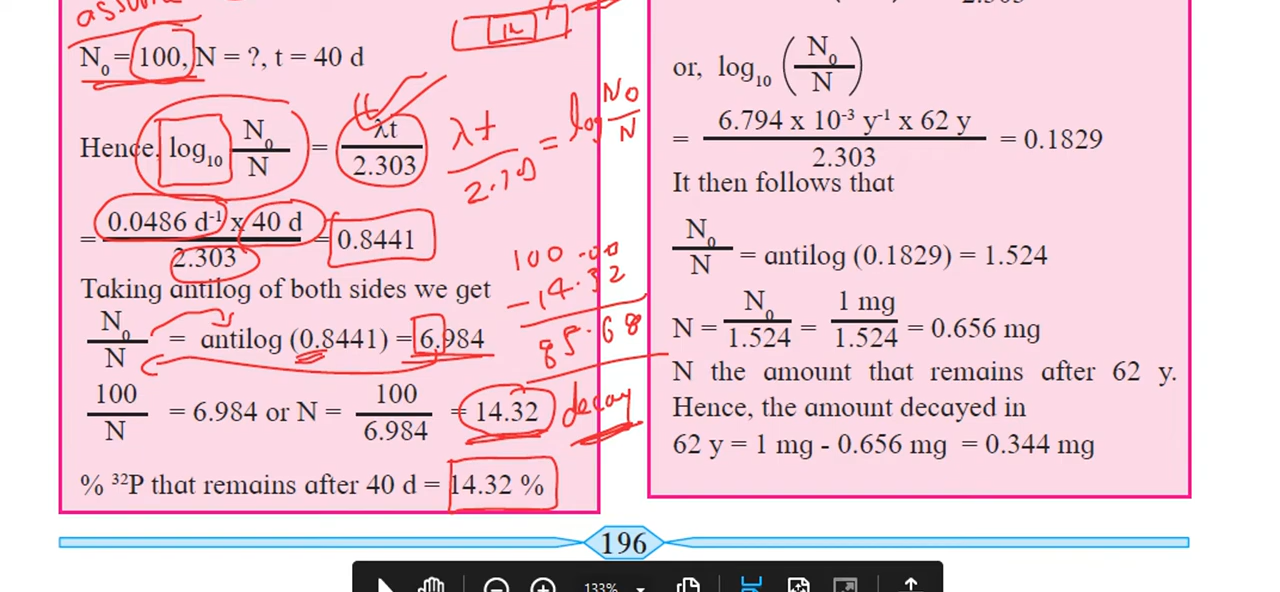 assume
N₀ = 100, N = ?, t = 40 d
Hence, log₁₀ N₀/N = λt/2.303
λt/2.70 = log N₀/N
= 0.0486 d⁻¹ x 40 d / 2.303 = 0.8441
Taking antilog of both sides we get
N₀/N = antilog (0.8441) = 6.984
100.00
-14.32
85.68
100/N = 6.984 or N = 100/6.984 = 14.32
decay
% ³²P that remains after 40 d = 14.32 %
2.303
or, log₁₀ (N₀/N)
= 6.794 x 10⁻³ y⁻¹ x 62 y / 2.303 = 0.1829
It then follows that
N₀/N = antilog (0.1829) = 1.524
N = N₀/1.524 = 1 mg/1.524 = 0.656 mg
N the amount that remains after 62 y.
Hence, the amount decayed in
62 y = 1 mg - 0.656 mg = 0.344 mg
196
133%